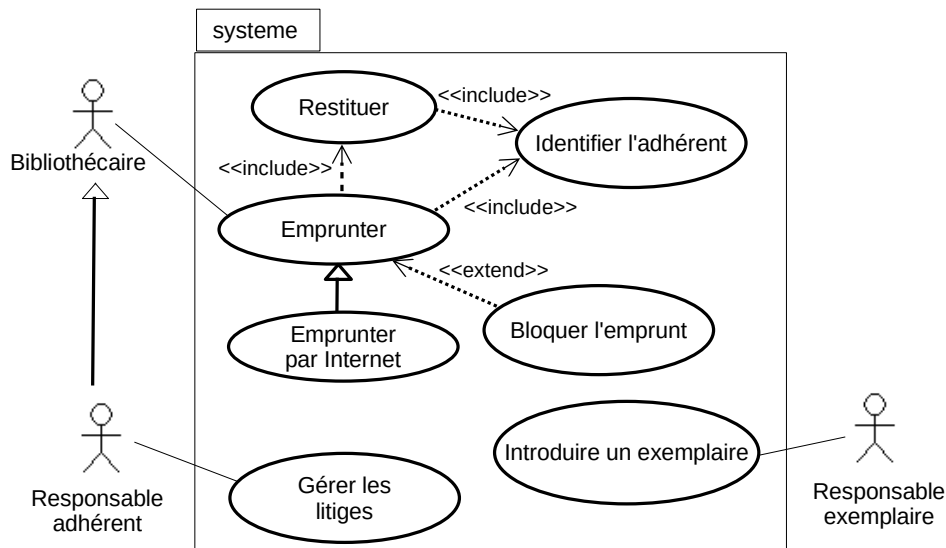 systeme
Restituer
<<include>>
Identifier l'adhérent
Bibliothécaire
<<include>>
<<include>>
Emprunter
<<extend>>
Emprunter
par Internet
Bloquer l'emprunt
Introduire un exemplaire
Gérer les
litiges
Responsable
adhérent
Responsable
exemplaire